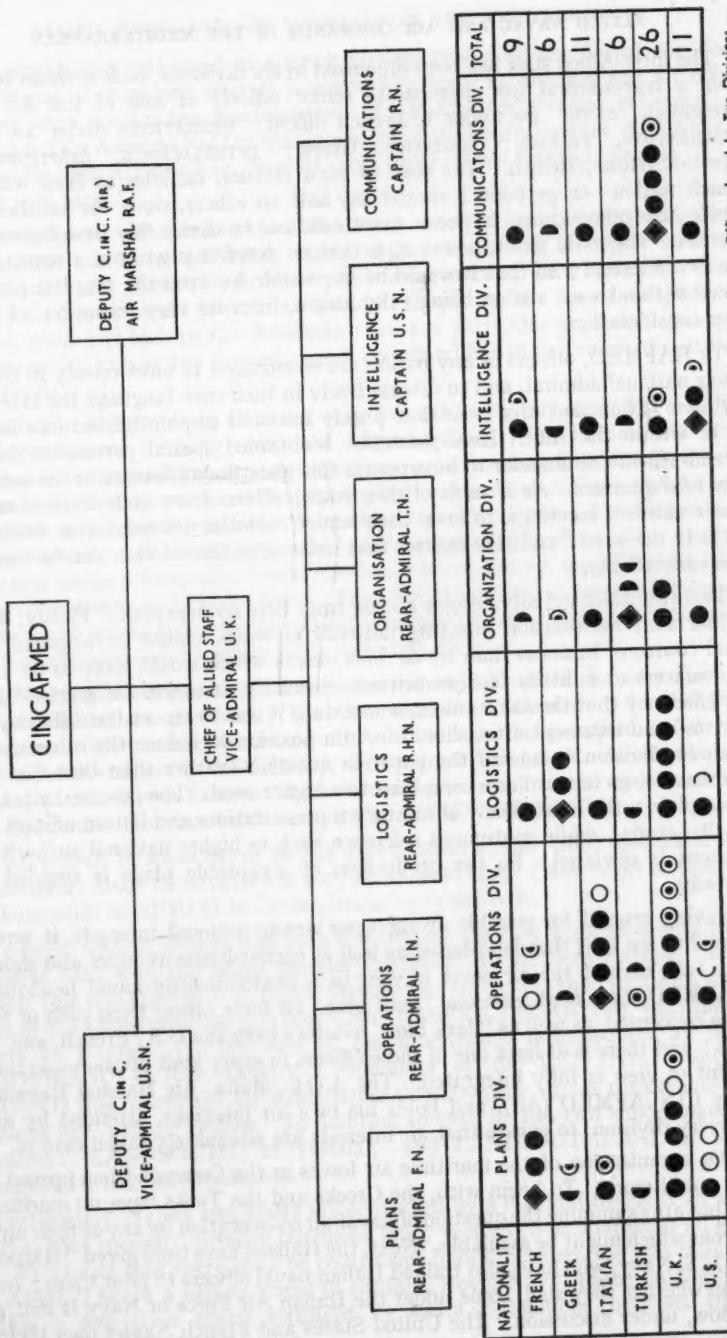 CINCAFMED
DEPUTY C.in C.
VICE-ADMIRAL U.S.N.
DEPUTY C.in C. (AIR)
AIR MARSHAL R.A.F.
CHIEF OF ALLIED STAFF
VICE-ADMIRAL U.K.
PLANS
REAR-ADMIRAL F.N.
OPERATIONS
REAR-ADMIRAL I.N.
LOGISTICS
REAR-ADMIRAL R.H.N.
ORGANISATION
REAR-ADMIRAL T.N.
INTELLIGENCE
CAPTAIN U.S.N.
COMMUNICATIONS
CAPTAIN R.N.
NATIONALITY PLANS DIV. OPERATIONS DIV. LOGISTICS DIV. ORGANIZATION DIV. INTELLIGENCE DIV. COMMUNICATIONS DIV. TOTAL
FRENCH 9
GREEK 6
ITALIAN 11
TURKISH 6
U.K. 26
U.S. 11